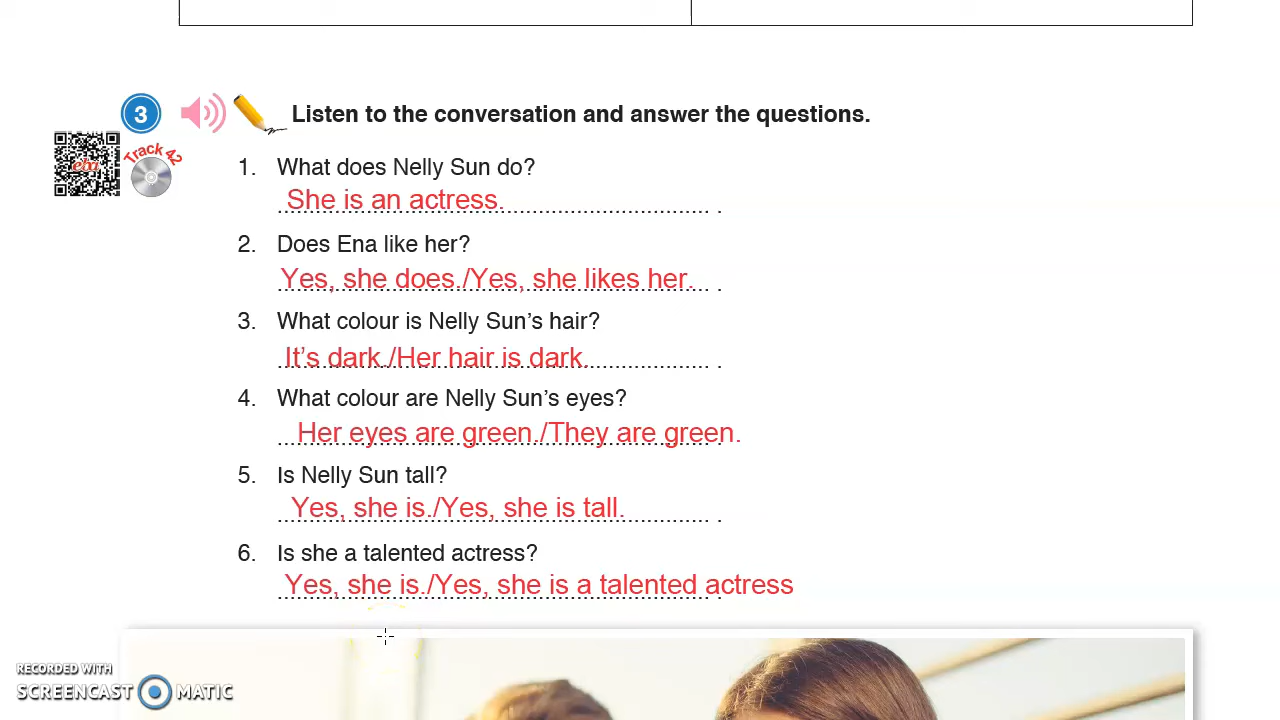 3 Listen to the conversation and answer the questions.
eba
Track 42
1. What does Nelly Sun do?
She is an actress.
2. Does Ena like her?
Yes, she does./Yes, she likes her.
3. What colour is Nelly Sun's hair?
It's dark./Her hair is dark.
4. What colour are Nelly Sun's eyes?
Her eyes are green./They are green.
5. Is Nelly Sun tall?
Yes, she is./Yes, she is tall.
6. Is she a talented actress?
Yes, she is./Yes, she is a talented actress
RECORDED WITH
SCREENCAST MATIC